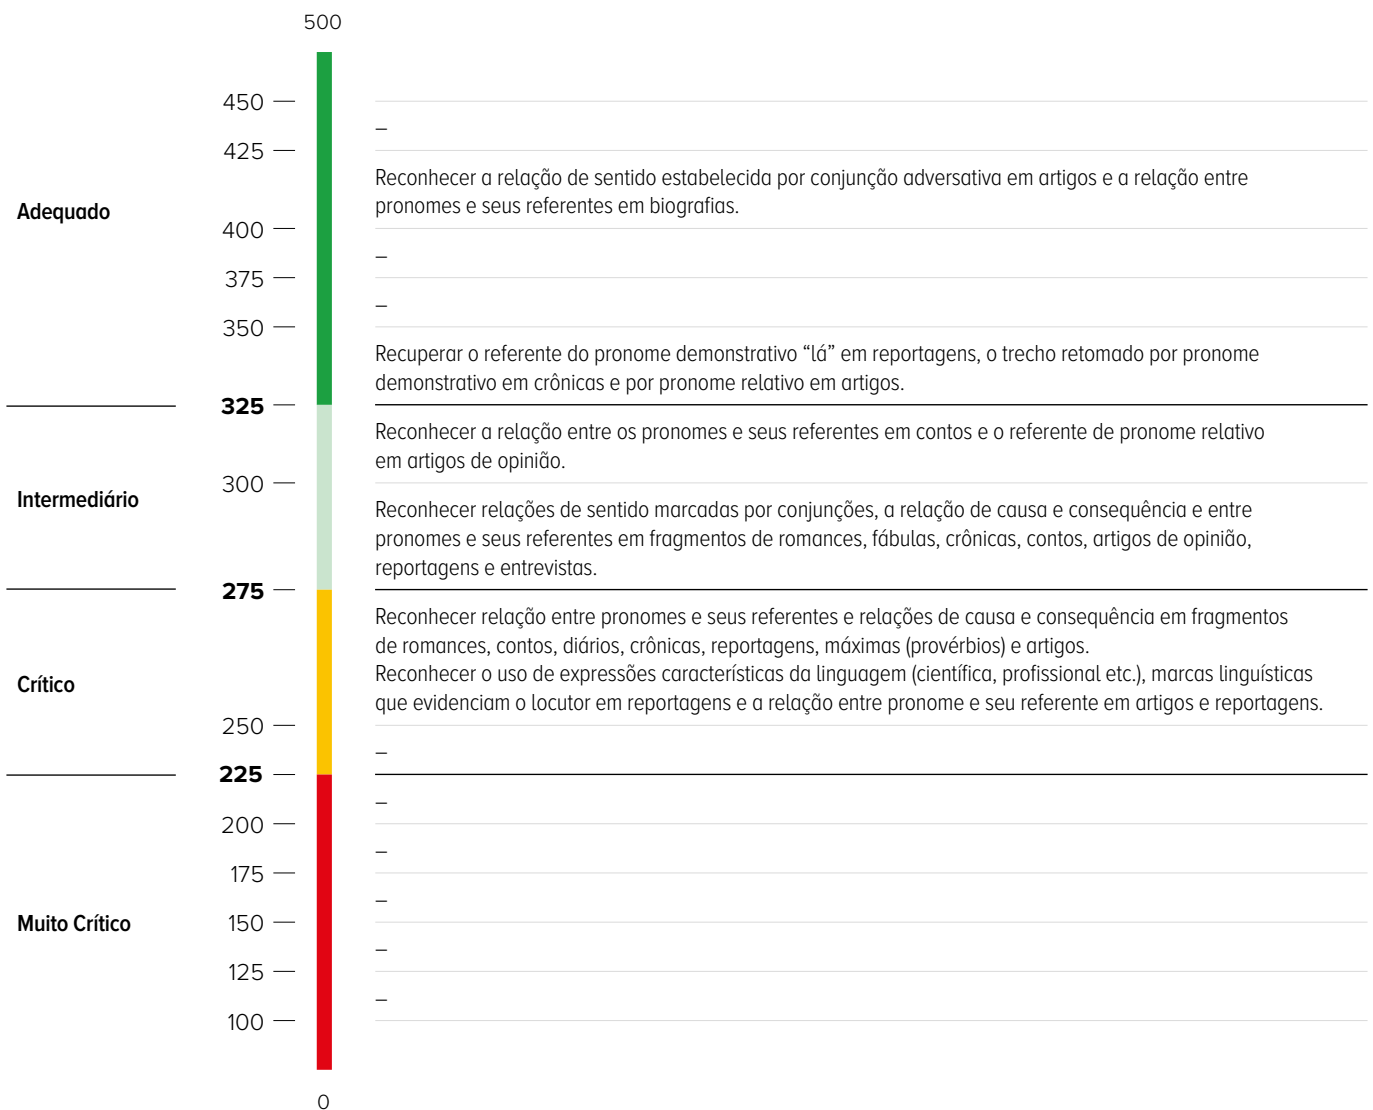 500
450
–
425
Reconhecer a relação de sentido estabelecida por conjunção adversativa em artigos e a relação entre
pronomes e seus referentes em biografias.
Adequado
400
–
375
–
350
Recuperar o referente do pronome demonstrativo “lá” em reportagens, o trecho retomado por pronome
demonstrativo em crônicas e por pronome relativo em artigos.
325
Reconhecer a relação entre os pronomes e seus referentes em contos e o referente de pronome relativo
em artigos de opinião.
300
Intermediário
Reconhecer relações de sentido marcadas por conjunções, a relação de causa e consequência e entre
pronomes e seus referentes em fragmentos de romances, fábulas, crônicas, contos, artigos de opinião,
reportagens e entrevistas.
275
Reconhecer relação entre pronomes e seus referentes e relações de causa e consequência em fragmentos
de romances, contos, diários, crônicas, reportagens, máximas (provérbios) e artigos.
Reconhecer o uso de expressões características da linguagem (científica, profissional etc.), marcas linguísticas
que evidenciam o locutor em reportagens e a relação entre pronome e seu referente em artigos e reportagens.
Crítico
250
–
225
–
200
–
175
–
Muito Crítico
150
–
125
–
100
0